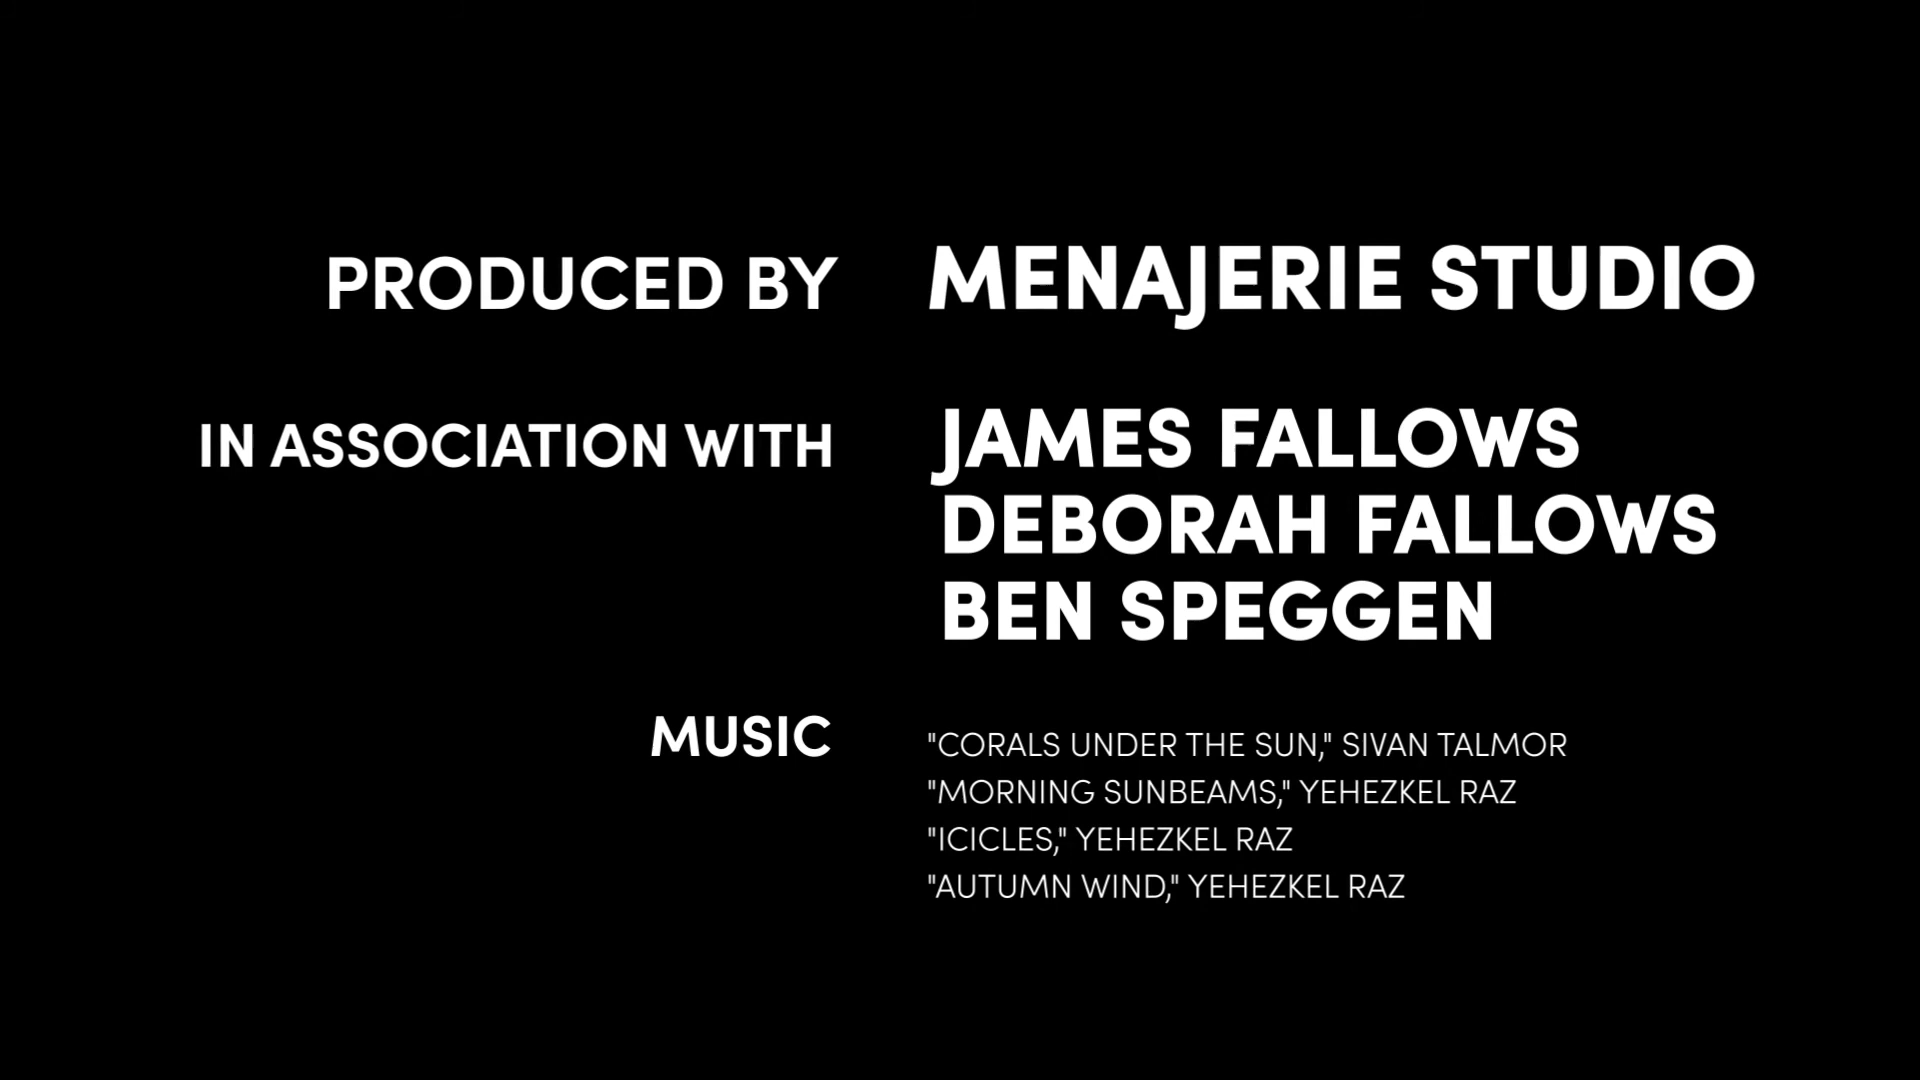 PRODUCED BY MENAJERIE STUDIO
IN ASSOCIATION WITH JAMES FALLOWS
DEBORAH FALLOWS
BEN SPEGGEN
MUSIC "CORALS UNDER THE SUN," SIVAN TALMOR
"MORNING SUNBEAMS," YEHEZKEL RAZ
"ICICLES," YEHEZKEL RAZ
"AUTUMN WIND," YEHEZKEL RAZ